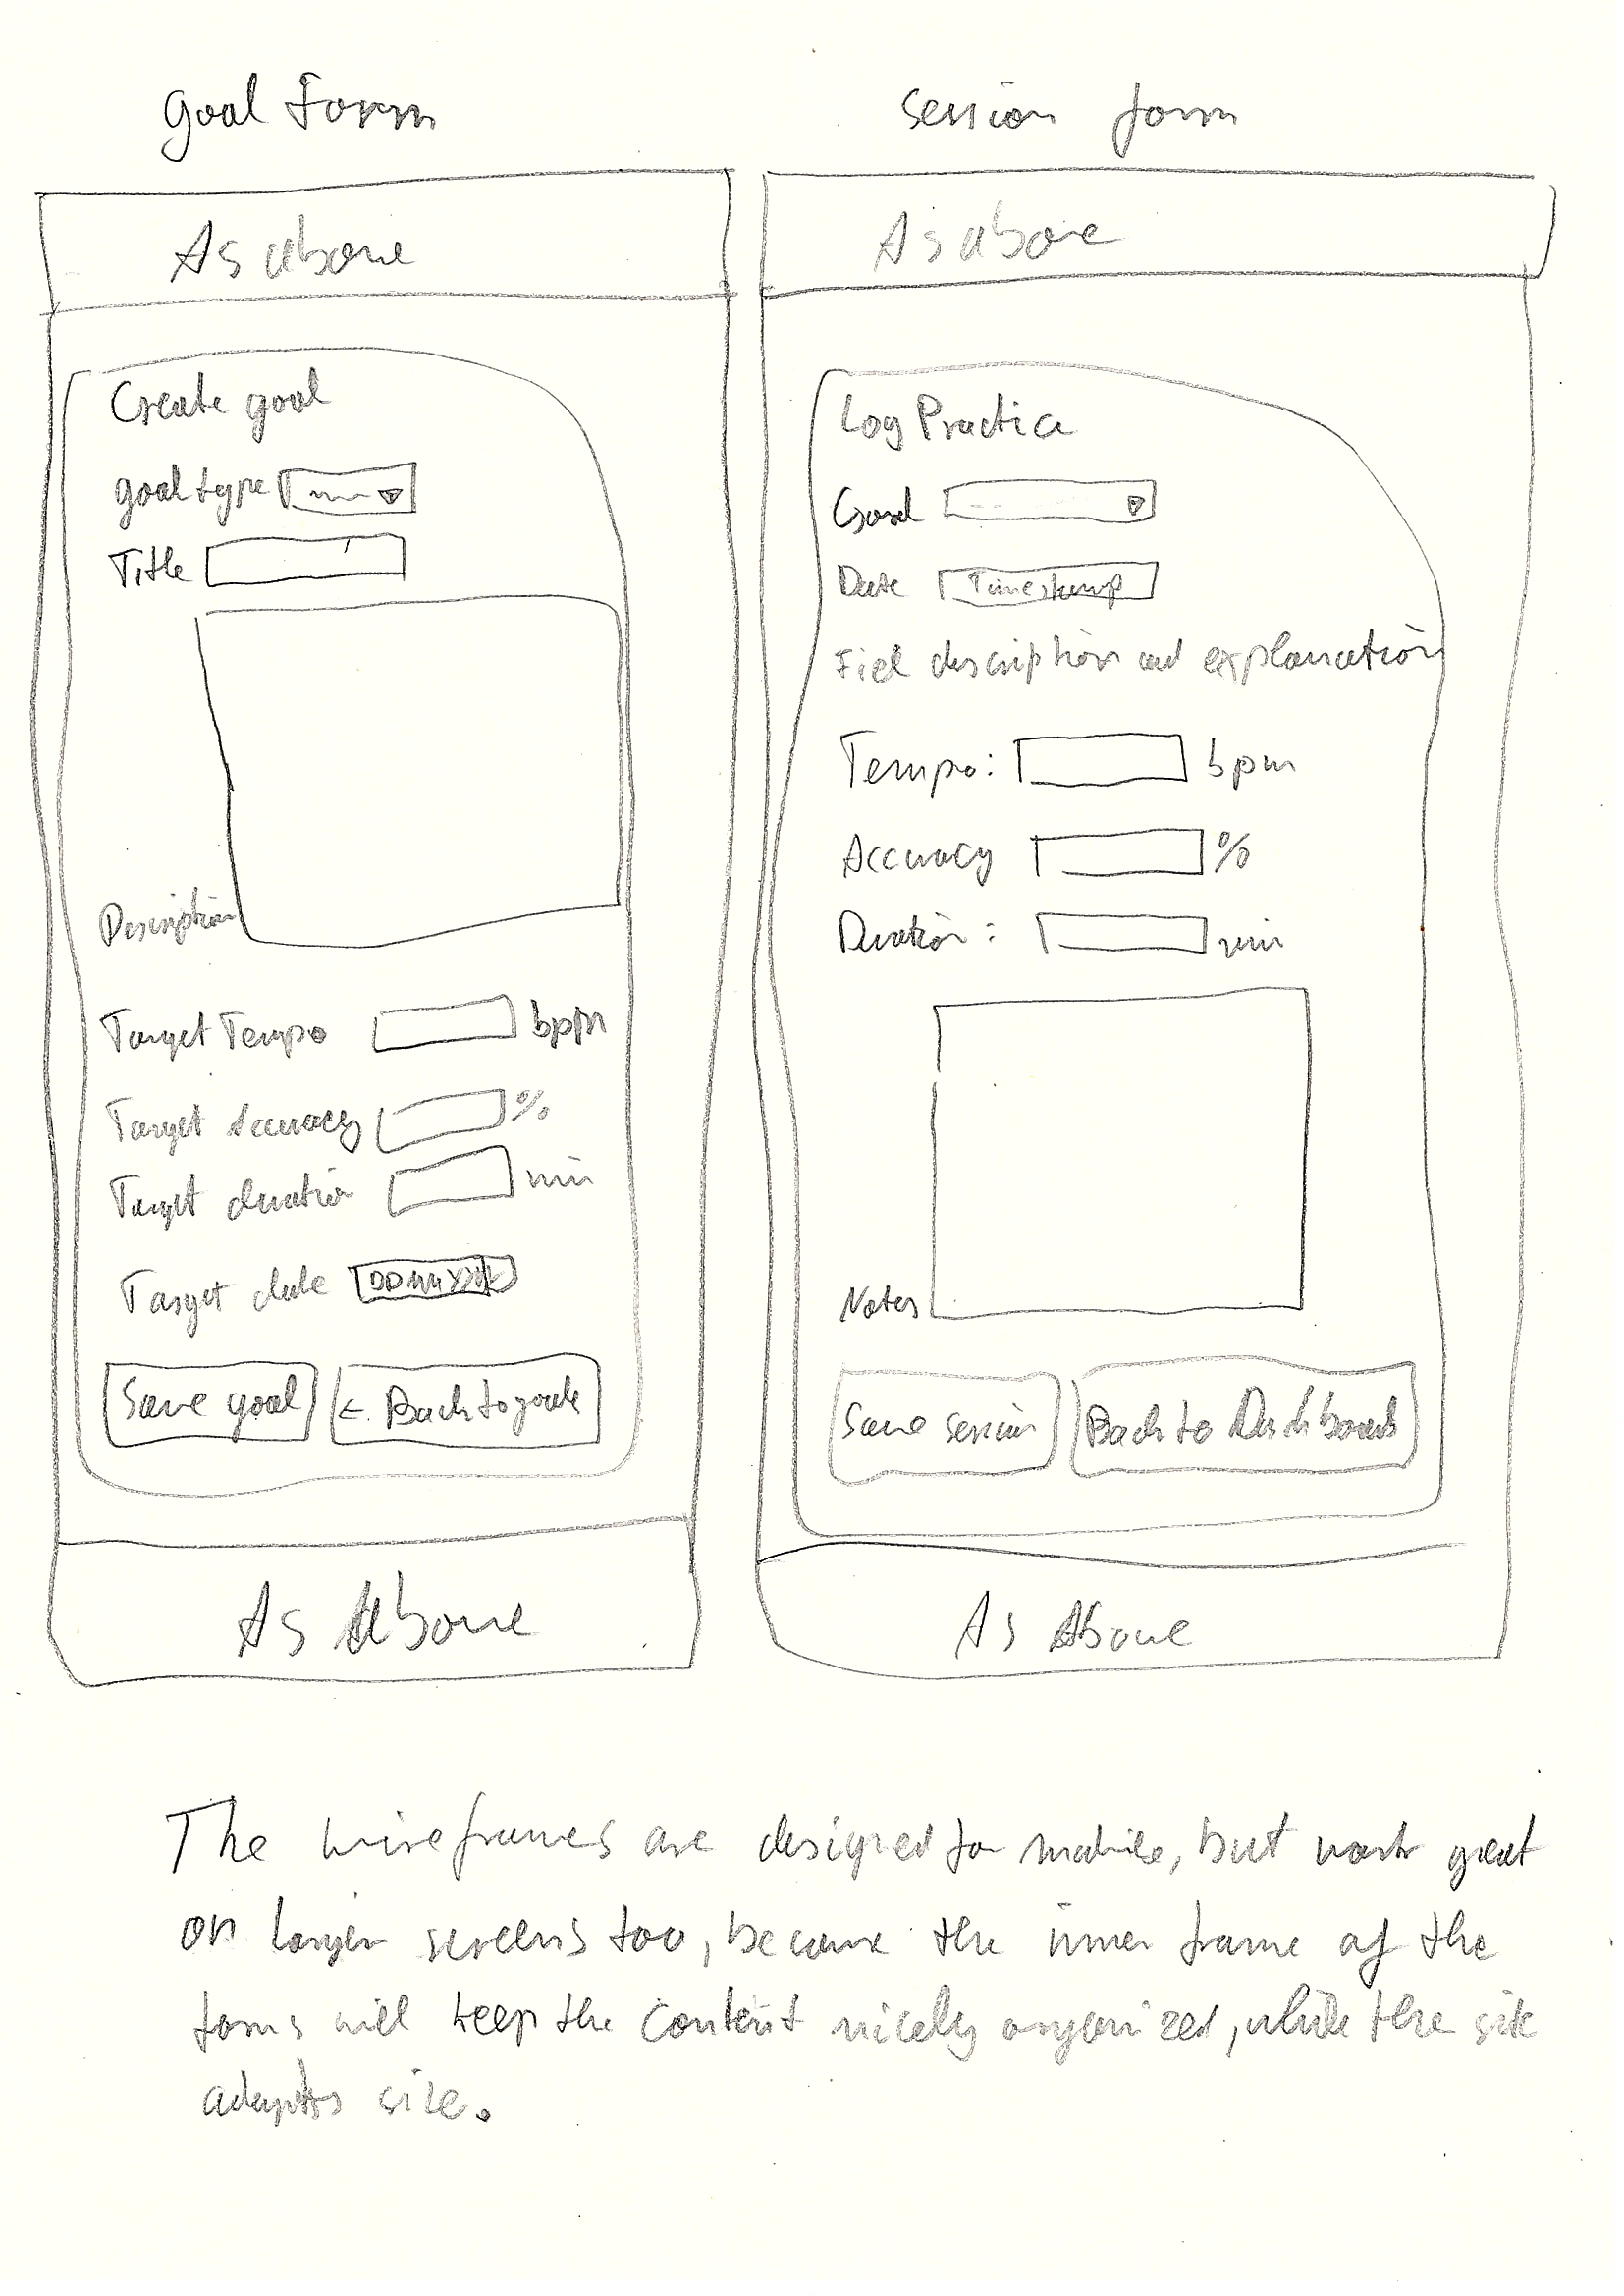 Goal Form
As above
Create goal
goal type
Title
Description
Target Tempo bpm
Target Accuracy %
Target duration min
Target date DDMMYYYY
Save goal ← Back to goals
As Above
Session form
As above
Log Practice
Goal
Date Timestamp
Fiel description and explanation
Tempo: bpm
Accuracy %
Duration: min
Notes
Save session Back to Dashboard
As Above
The wireframes are designed for mobile, but work great
on larger screens too, because the inner frame of the
forms will keep the content nicely organized, while the site
adapts size.